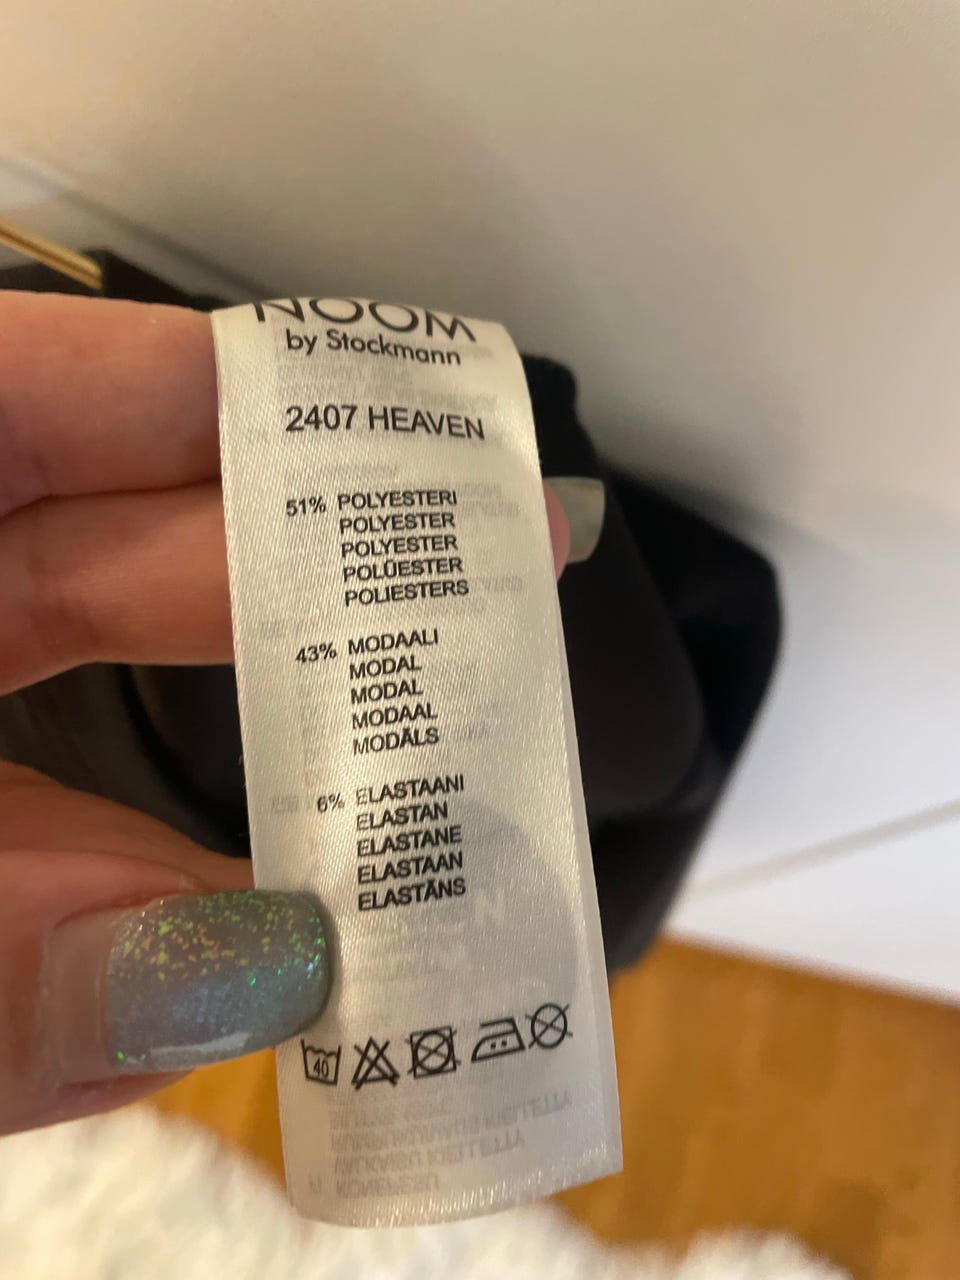 NOOM
by Stockmann
2407 HEAVEN
51% POLYESTERI
POLYESTER
POLYESTER
POLÜESTER
POLIESTERS
43% MODAALI
MODAL
MODAL
MODAAL
MODĀLS
6% ELASTAANI
ELASTAN
ELASTANE
ELASTAAN
ELASTĀNS
40